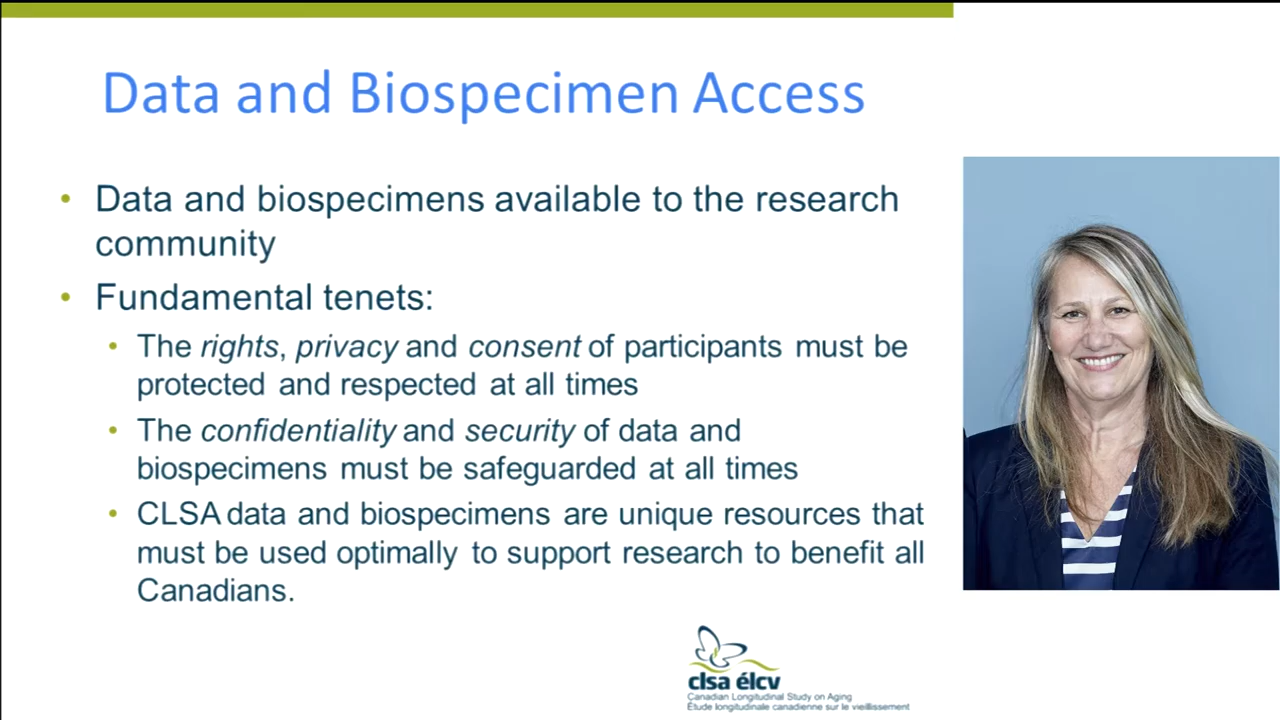 Data and Biospecimen Access
• Data and biospecimens available to the research
community
• Fundamental tenets:
• The rights, privacy and consent of participants must be
protected and respected at all times
• The confidentiality and security of data and
biospecimens must be safeguarded at all times
• CLSA data and biospecimens are unique resources that
must be used optimally to support research to benefit all
Canadians.
clsa élcv
Canadian Longitudinal Study on Aging
Étude longitudinale canadienne sur le vieillissement